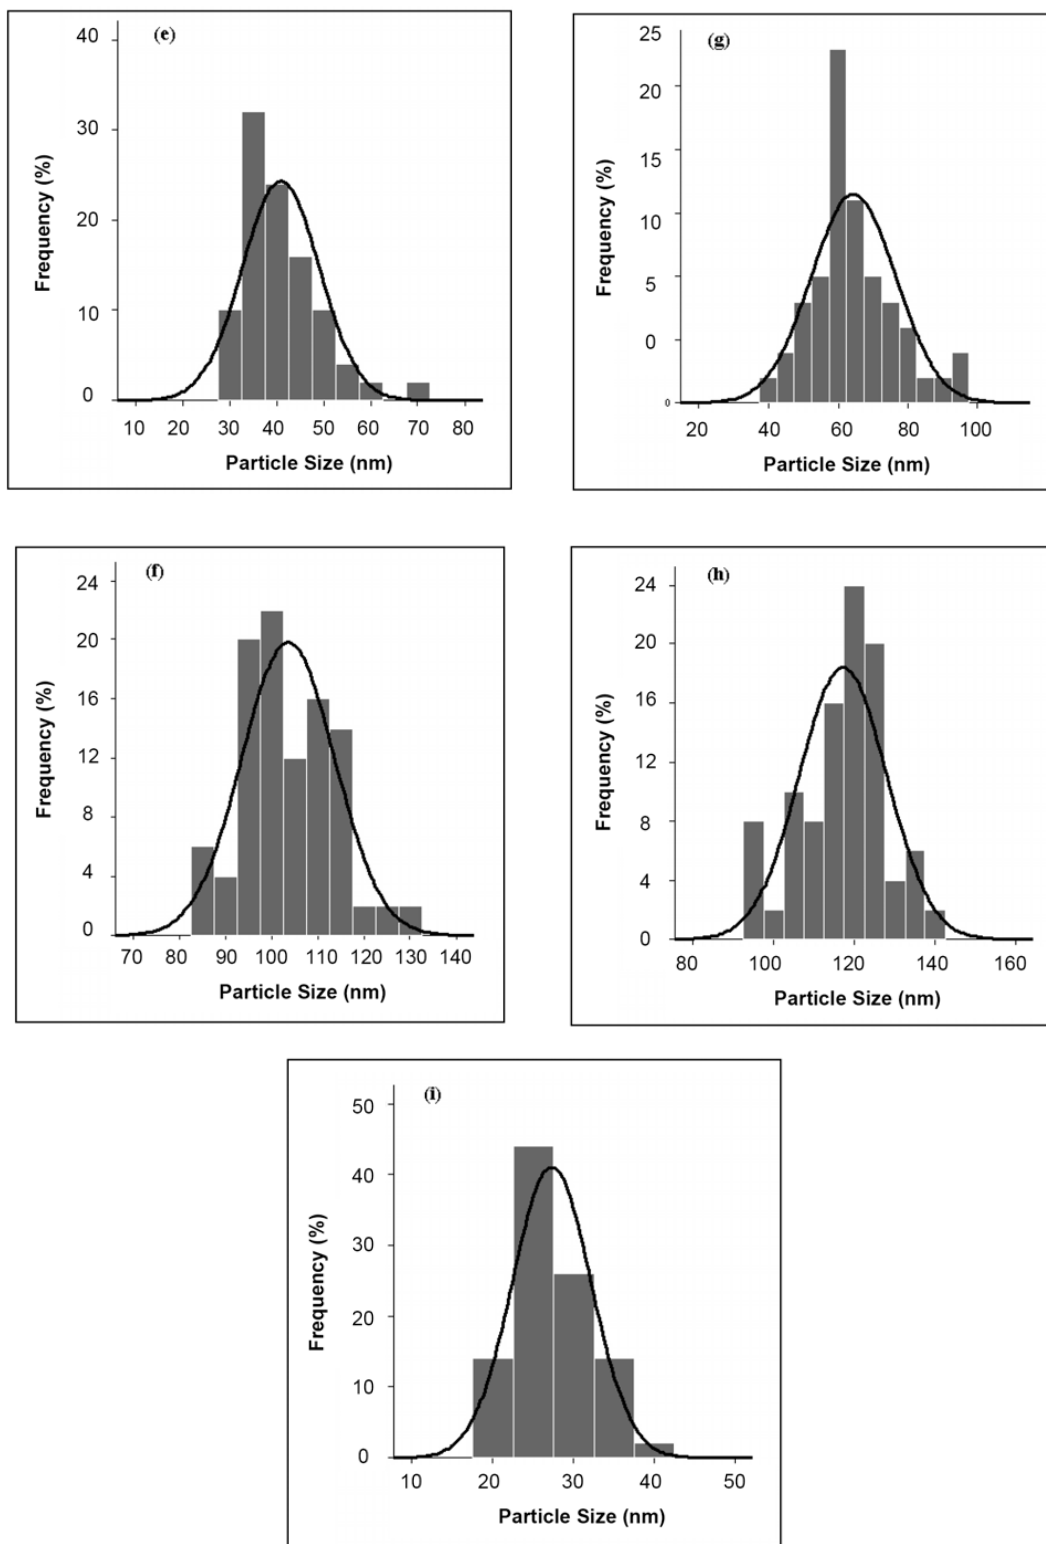 (e)
Frequency (%)
40
30
20
10
0
10 20 30 40 50 60 70 80
Particle Size (nm)
(g)
Frequency (%)
25
20
15
10
5
0
0
20 40 60 80 100
Particle Size (nm)
(f)
Frequency (%)
24
20
16
12
8
4
0
70 80 90 100 110 120 130 140
Particle Size (nm)
(h)
Frequency (%)
24
20
16
12
8
4
0
80 100 120 140 160
Particle Size (nm)
(i)
Frequency (%)
50
40
30
20
10
0
10 20 30 40 50
Particle Size (nm)